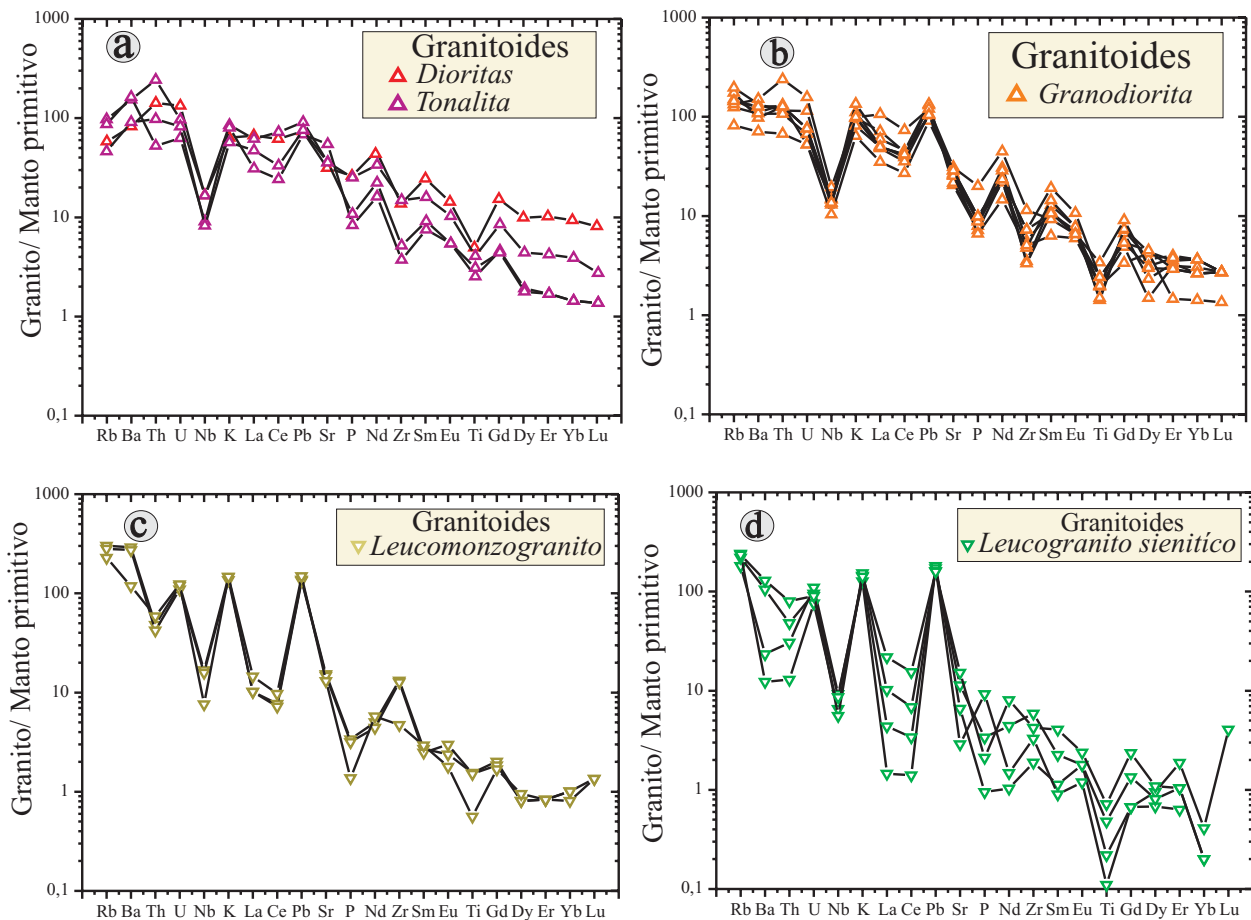 a
Granitoides
Dioritas
Tonalita
Granito/ Manto primitivo
1000
100
10
1
0,1
Rb Ba Th U Nb K La Ce Pb Sr P Nd Zr Sm Eu Ti Gd Dy Er Yb Lu
b
Granitoides
Granodiorita
Granito/ Manto primitivo
1000
100
10
1
0,1
Rb Ba Th U Nb K La Ce Pb Sr P Nd Zr Sm Eu Ti Gd Dy Er Yb Lu
c
Granitoides
Leucomonzogranito
Granito/ Manto primitivo
1000
100
10
1
0,1
Rb Ba Th U Nb K La Ce Pb Sr P Nd Zr Sm Eu Ti Gd Dy Er Yb Lu
d
Granitoides
Leucogranito sienitíco
Granito/ Manto primitivo
1000
100
10
1
0,1
Rb Ba Th U Nb K La Ce Pb Sr P Nd Zr Sm Eu Ti Gd Dy Er Yb Lu